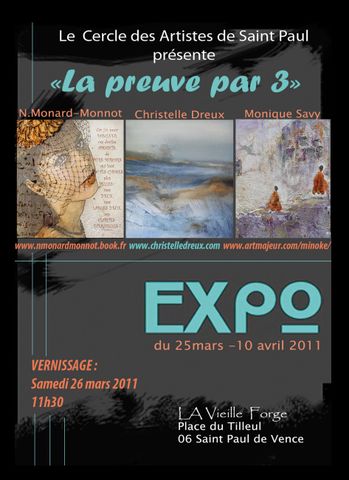 Le Cercle des Artistes de Saint Paul
présente
«La preuve par 3»
N.Monard-Monnot Christelle Dreux Monique Savy
www.nmonardmonnot.book.fr www.christelledreux.com www.artmajeur.com/minoke/
EXPO
du 25mars -10 avril 2011
VERNISSAGE :
Samedi 26 mars 2011
11h30
LA Vieille Forge
Place du Tilleul
06 Saint Paul de Vence